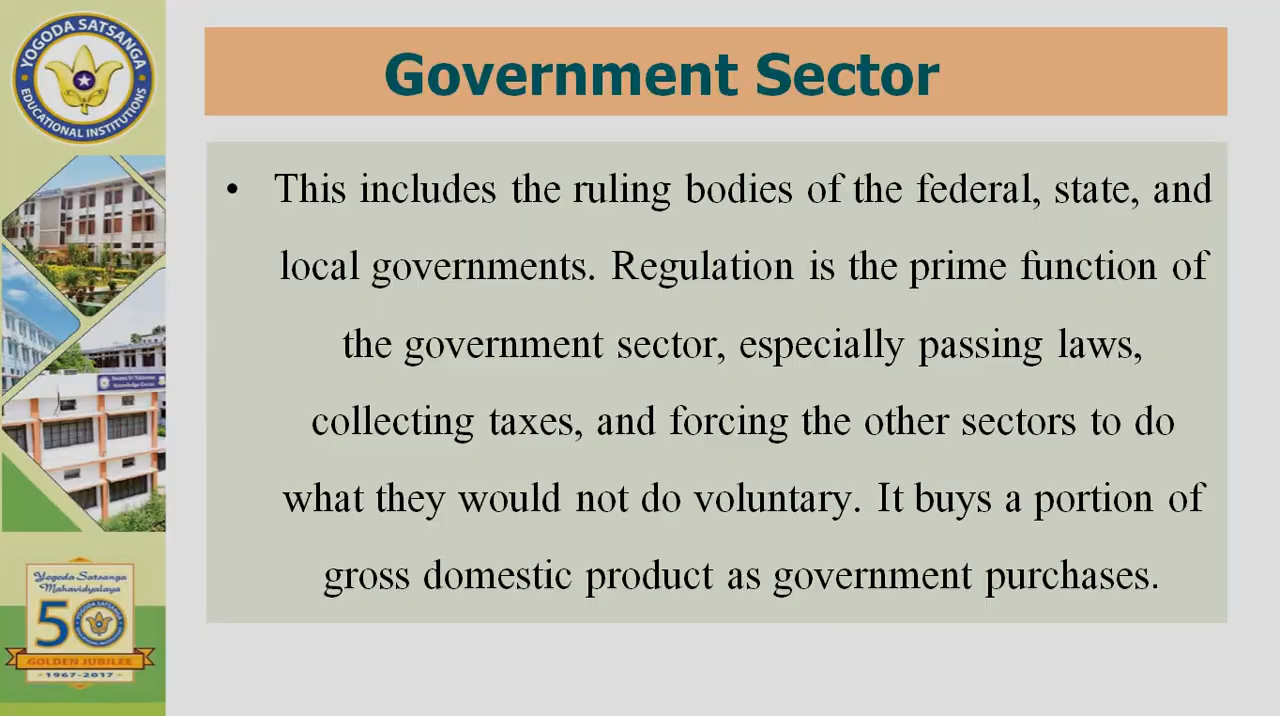 YOGODA SATSANGA
EDUCATIONAL INSTITUTIONS
Government Sector
• This includes the ruling bodies of the federal, state, and
local governments. Regulation is the prime function of
the government sector, especially passing laws,
collecting taxes, and forcing the other sectors to do
what they would not do voluntary. It buys a portion of
gross domestic product as government purchases.
Yogoda Satsanga
Mahavidyalaya
50
GOLDEN JUBILEE
1967-2017